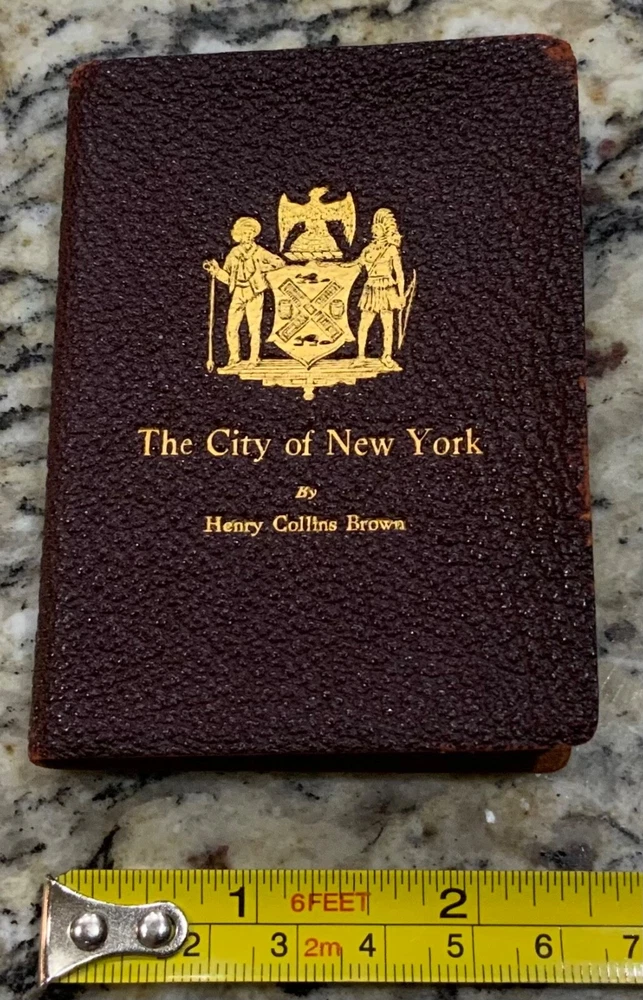 The City of New York
By
Henry Collins Brown
1 6FEET 2
2 3 2m 4 5 6 7